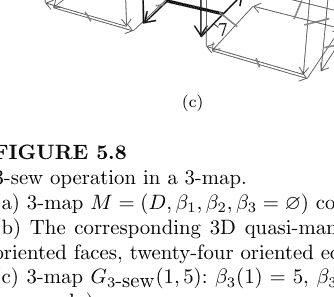 7
(c)
FIGURE 5.8
3-sew operation in a 3-map.
(a) 3-map M = (D, β₁, β₂, β₃ = ∅) co
(b) The corresponding 3D quasi-man
oriented faces, twenty-four oriented e
(c) 3-map G₃₋ₛₑw(1, 5): β₃(1) = 5, β₃